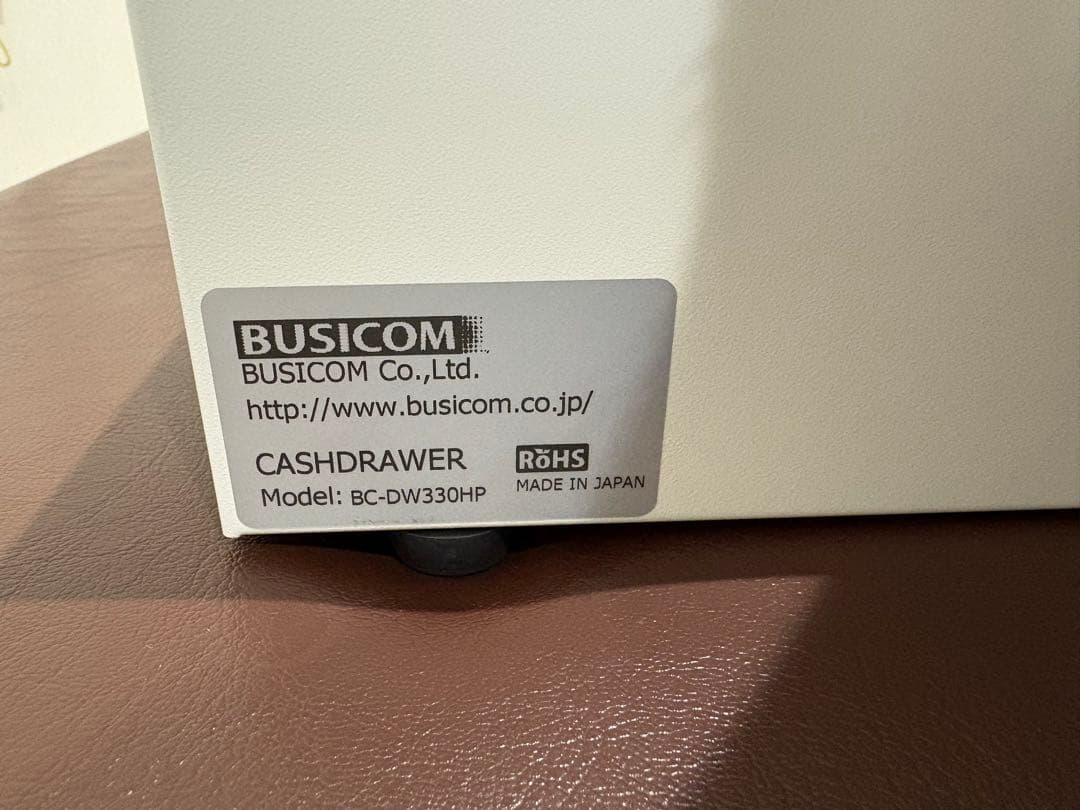 BUSICOM
BUSICOM Co.,Ltd.
http://www.busicom.co.jp/
CASHDRAWER
Model: BC-DW330HP
RoHS
MADE IN JAPAN